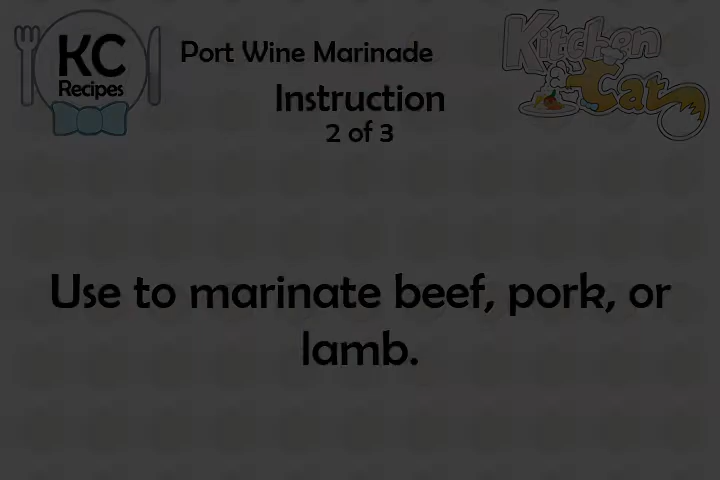 KC
Recipes
Port Wine Marinade
Kitchen
Cat
Instruction
2 of 3
Use to marinate beef, pork, or
lamb.